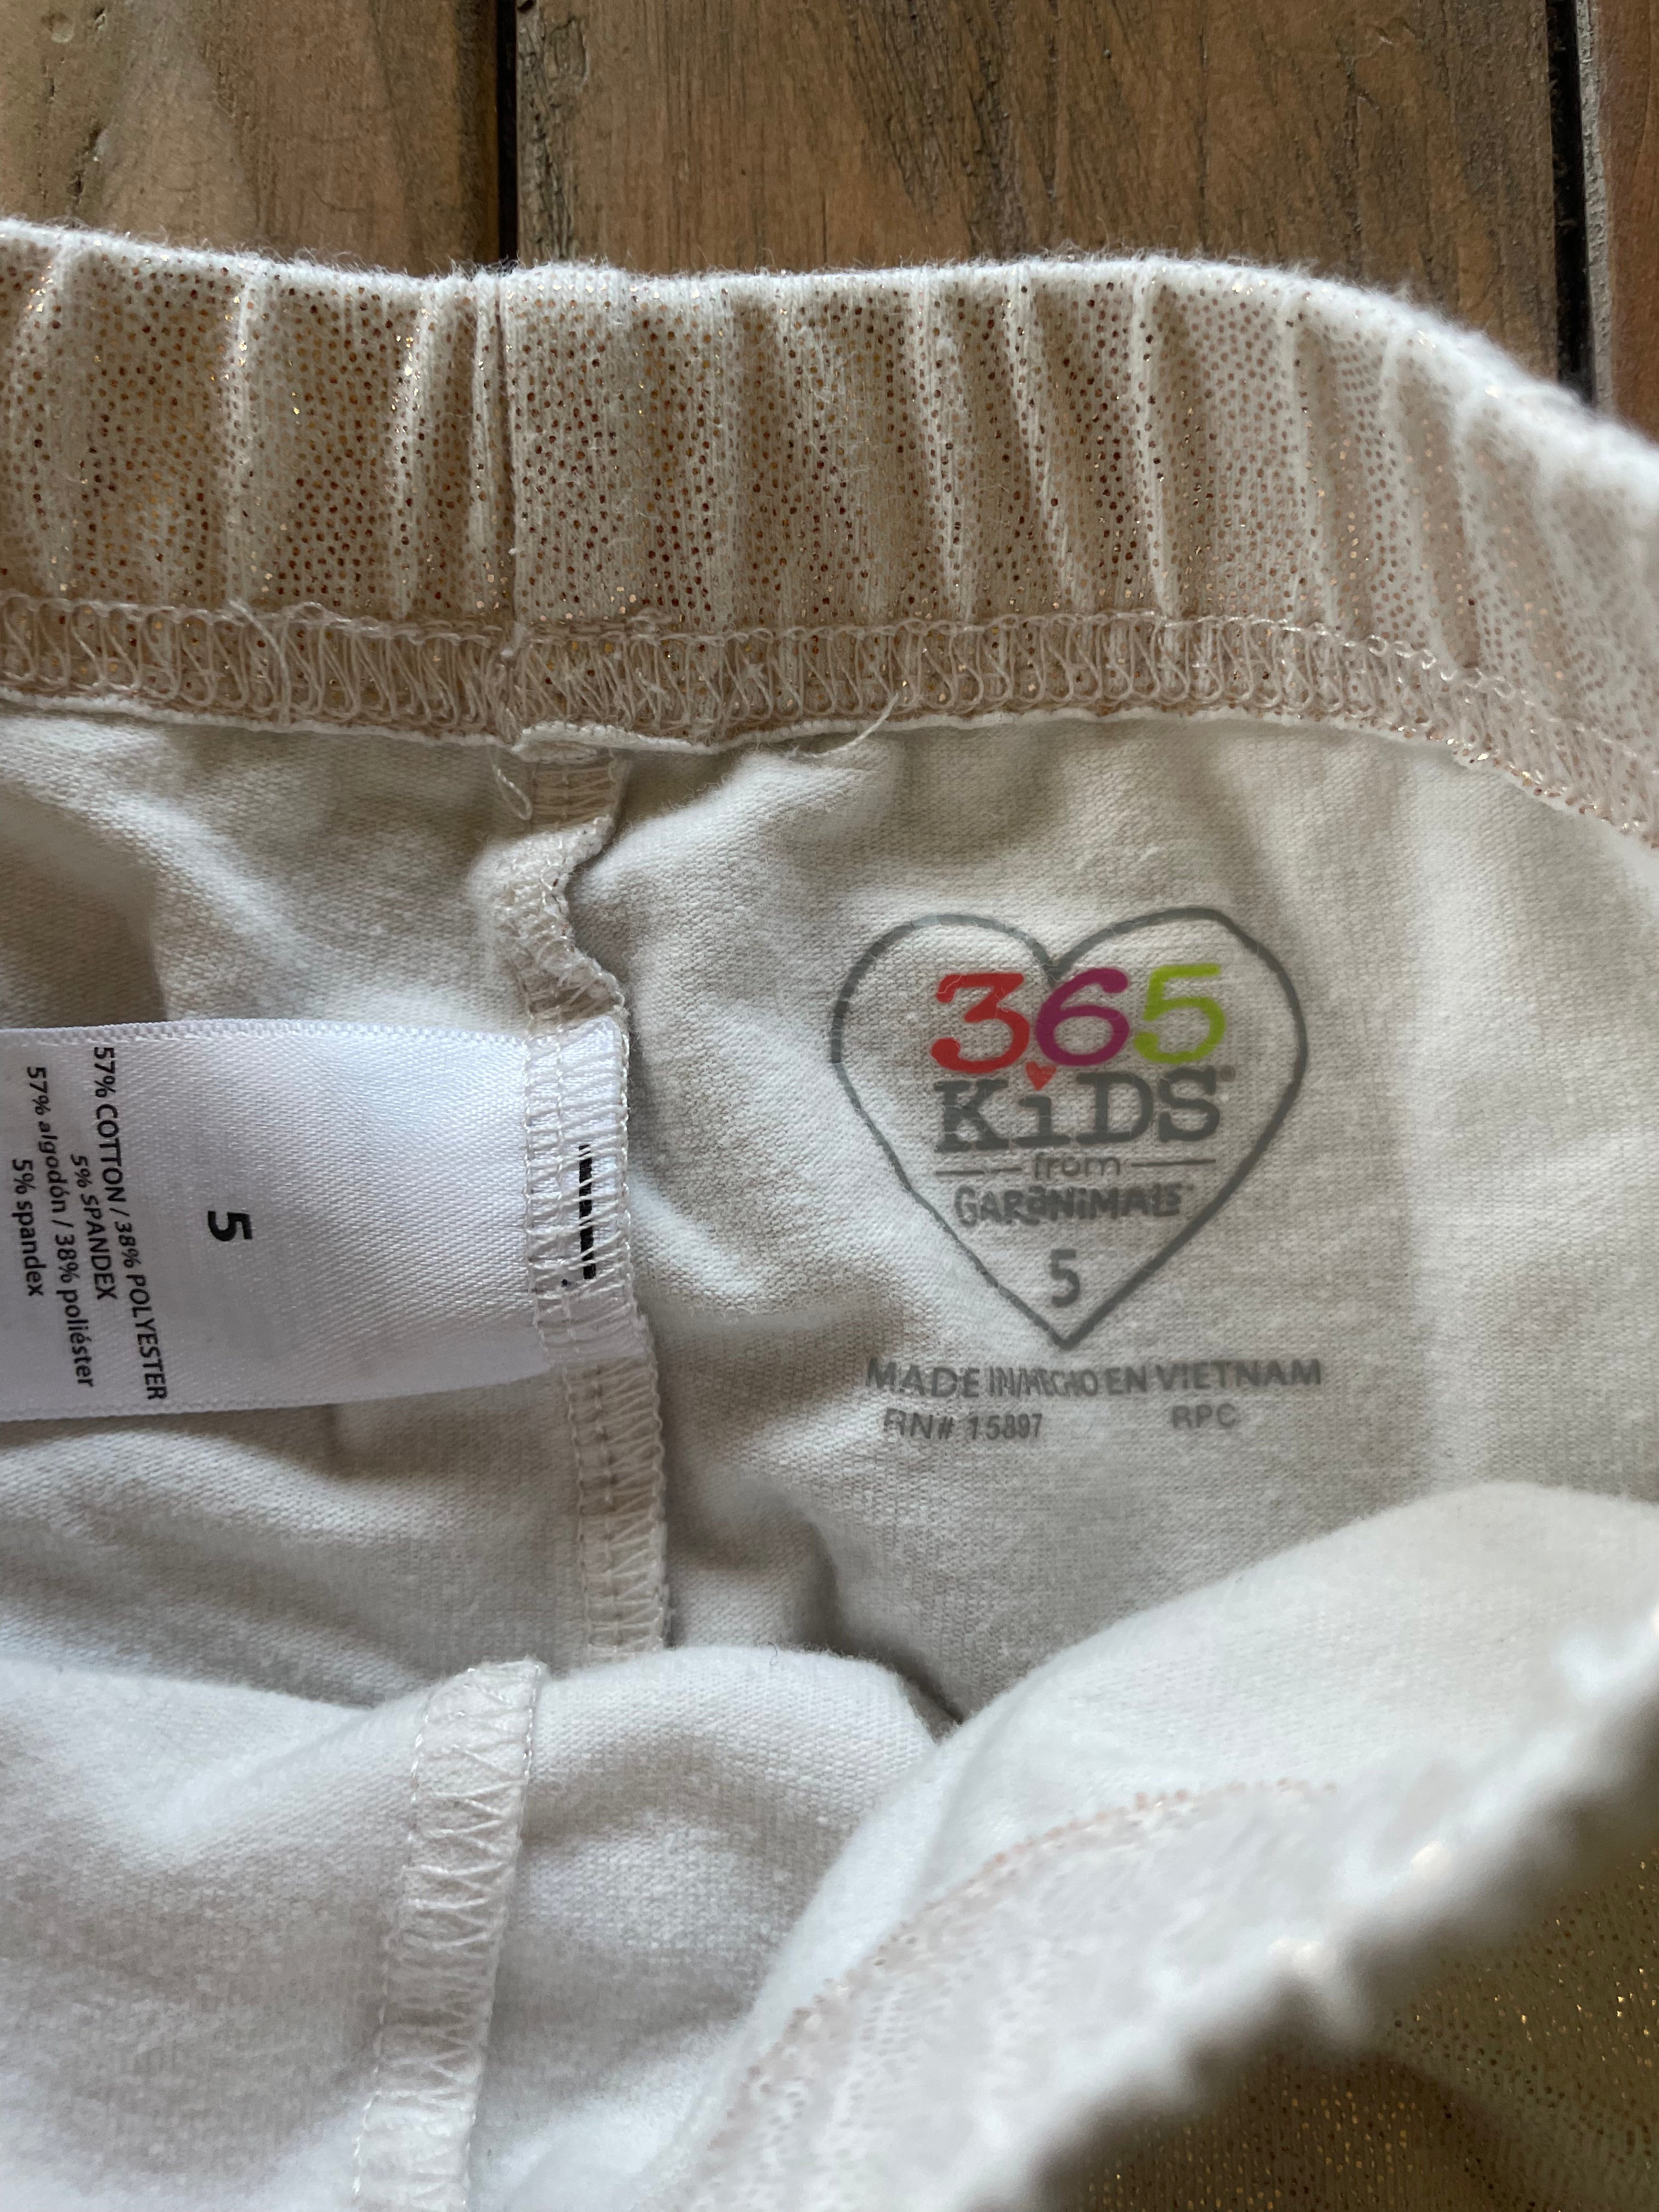 365
KiDS
from
GARANIMALS
5
MADE IN/HECHO EN VIETNAM
RN# 15897 RPC
5
57% COTTON / 38% POLYESTER
5% SPANDEX
57% algodón / 38% poliéster
5% spandex